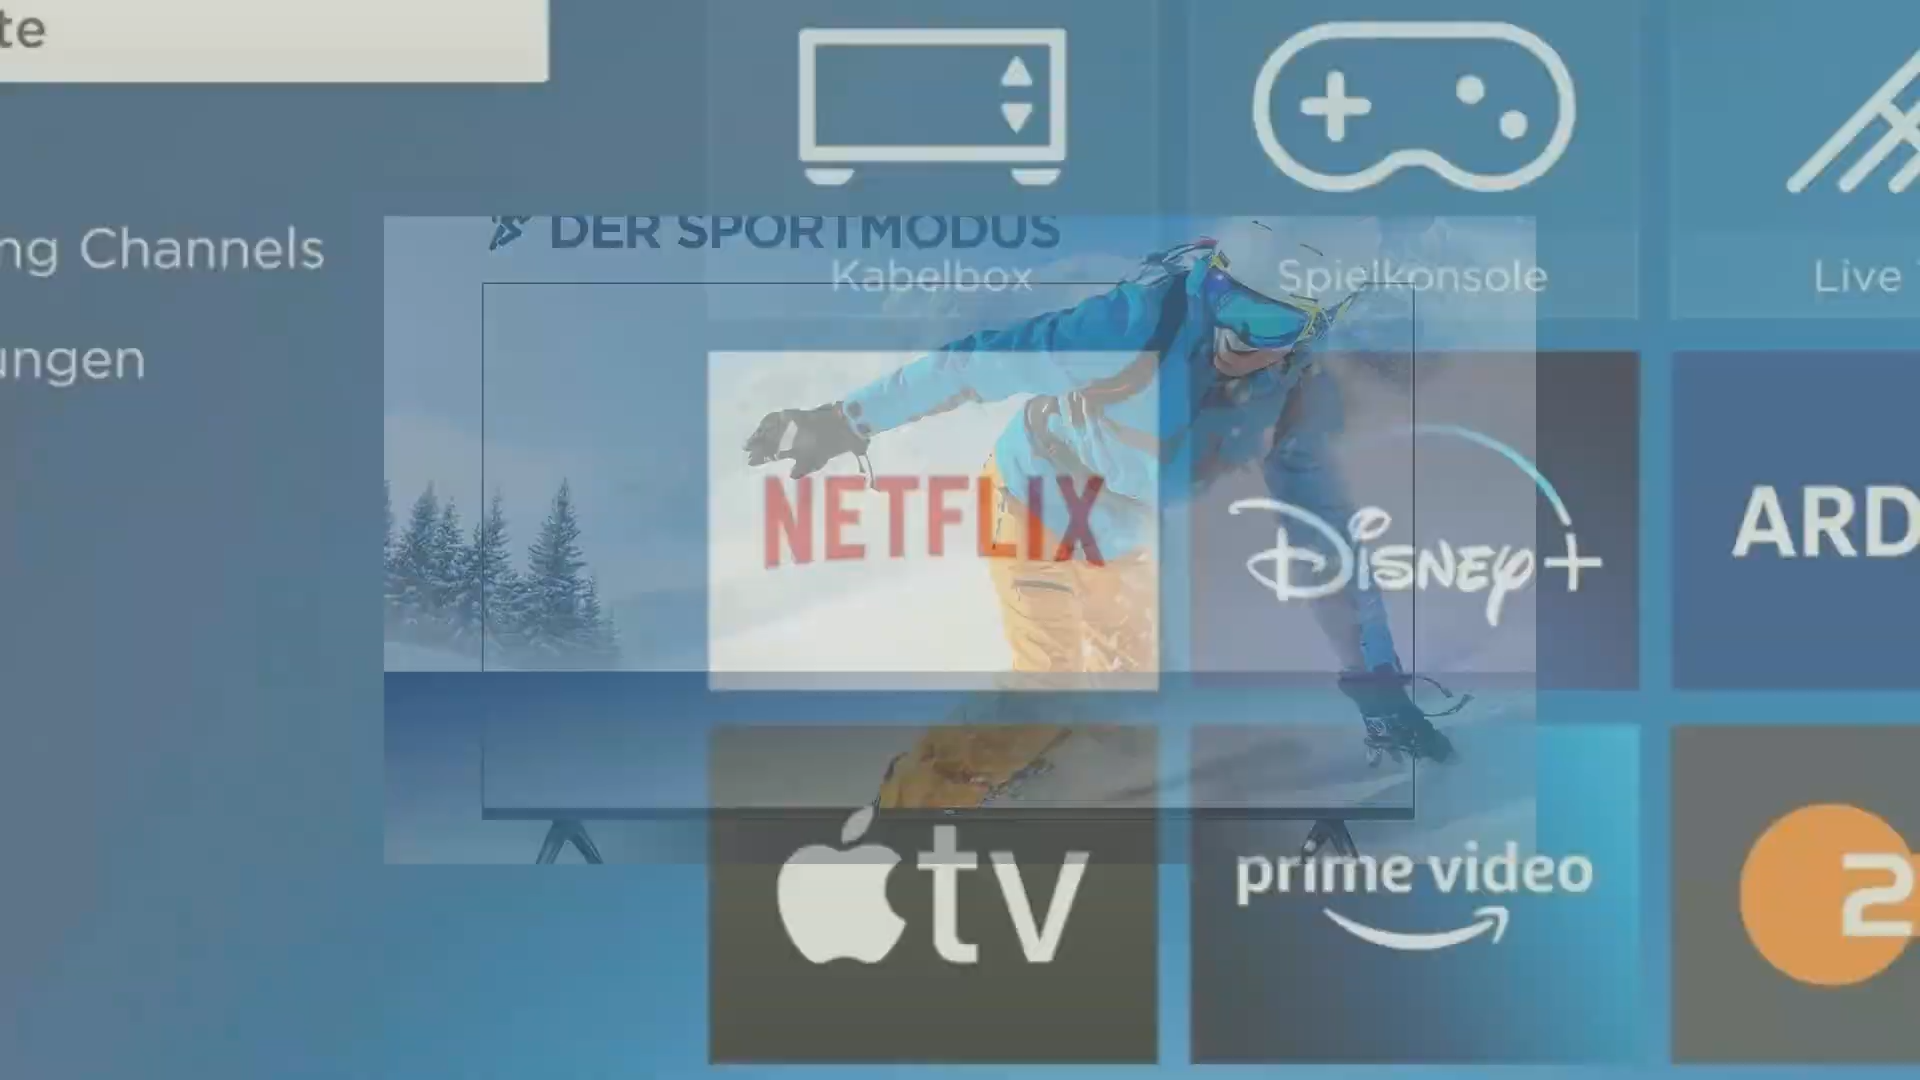 te
DER SPORTMODUS
ng Channels
Kabelbox
Spielkonsole
Live
ungen
NETFLIX
Disney+
ARD
tv
prime video
2